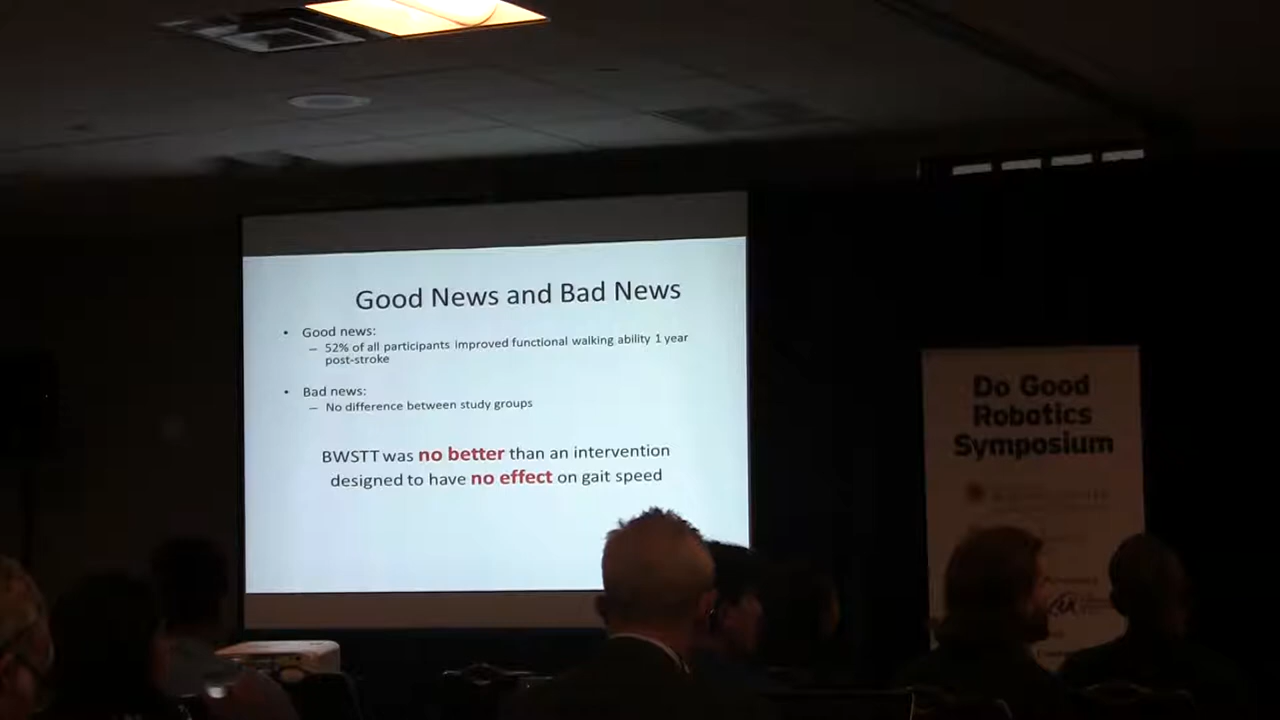 Good News and Bad News
• Good news:
– 52% of all participants improved functional walking ability 1 year
post-stroke
• Bad news:
– No difference between study groups
BWSTT was no better than an intervention
designed to have no effect on gait speed
Do Good
Robotics
Symposium